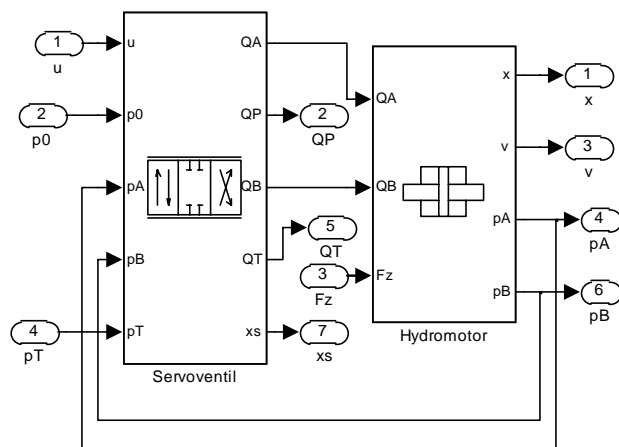 1
u
2
p0
4
pT
u
p0
pA
pB
pT
QA
QP
QB
QT
xs
Servoventil
2
QP
5
QT
3
Fz
7
xs
QA
QB
Fz
x
v
pA
pB
Hydromotor
1
x
3
v
4
pA
6
pB